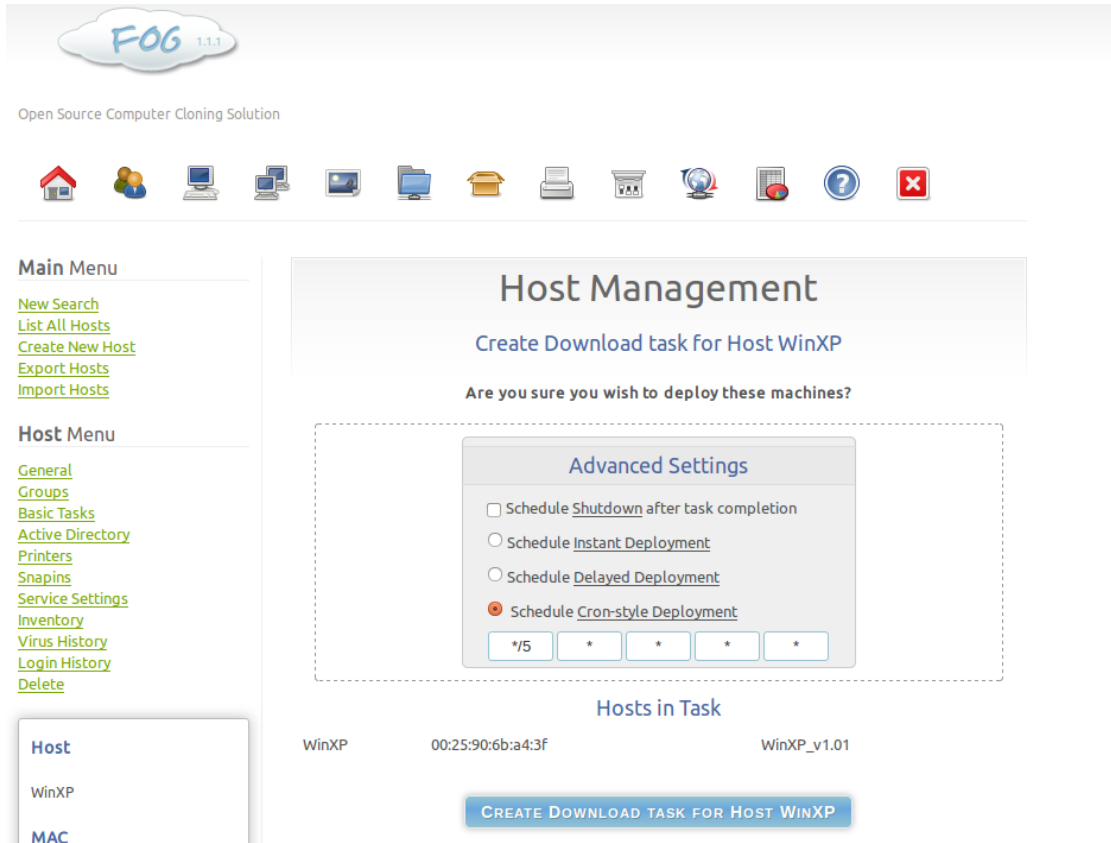 FOG 1.1.1
Open Source Computer Cloning Solution
Main Menu
New Search
List All Hosts
Create New Host
Export Hosts
Import Hosts
Host Menu
General
Groups
Basic Tasks
Active Directory
Printers
Snapins
Service Settings
Inventory
Virus History
Login History
Delete
Host
WinXP
MAC
Host Management
Create Download task for Host WinXP
Are you sure you wish to deploy these machines?
Advanced Settings
Schedule Shutdown after task completion
Schedule Instant Deployment
Schedule Delayed Deployment
Schedule Cron-style Deployment
*/5 * * * *
Hosts in Task
WinXP 00:25:90:6b:a4:3f WinXP_v1.01
Create Download task for Host WinXP